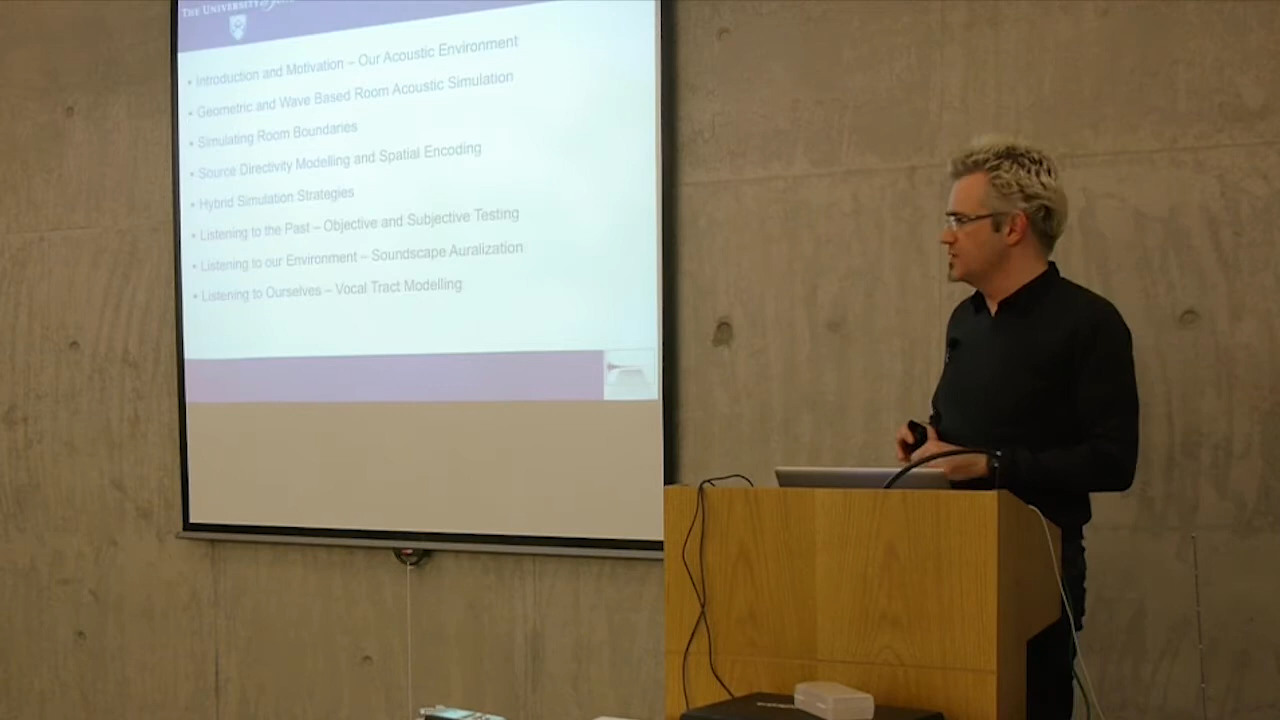 THE UNIVERSITY
• Introduction and Motivation – Our Acoustic Environment
• Geometric and Wave Based Room Acoustic Simulation
• Simulating Room Boundaries
• Source Directivity Modelling and Spatial Encoding
• Hybrid Simulation Strategies
• Listening to the Past – Objective and Subjective Testing
• Listening to our Environment – Soundscape Auralization
• Listening to Ourselves – Vocal Tract Modelling